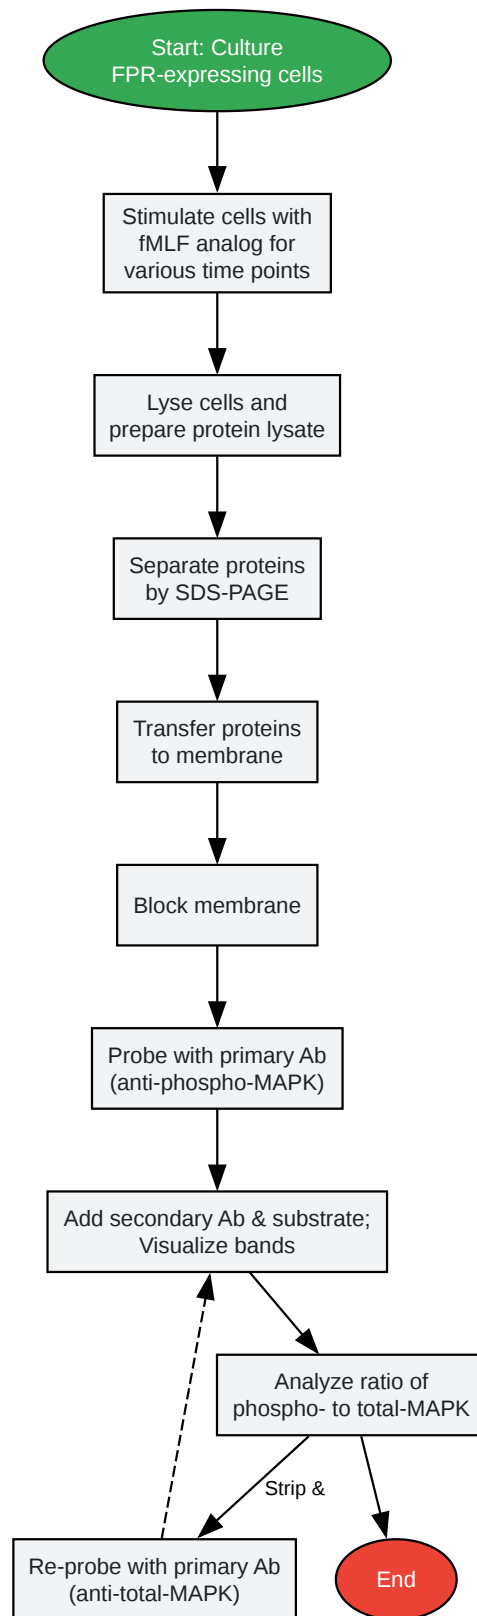 Start: Culture
FPR-expressing cells
Stimulate cells with
fMLF analog for
various time points
Lyse cells and
prepare protein lysate
Separate proteins
by SDS-PAGE
Transfer proteins
to membrane
Block membrane
Probe with primary Ab
(anti-phospho-MAPK)
Add secondary Ab & substrate;
Visualize bands
Analyze ratio of
phospho- to total-MAPK
Strip &
Re-probe with primary Ab
(anti-total-MAPK)
End